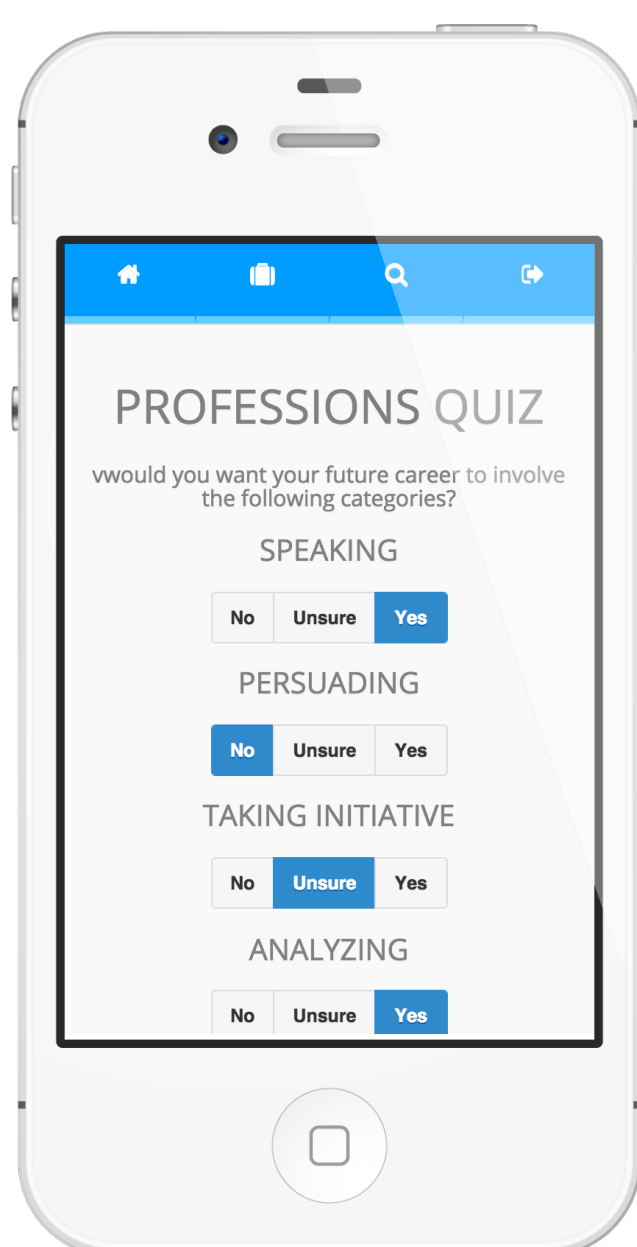 PROFESSIONS QUIZ
vwould you want your future career to involve
the following categories?
SPEAKING
No Unsure Yes
PERSUADING
No Unsure Yes
TAKING INITIATIVE
No Unsure Yes
ANALYZING
No Unsure Yes